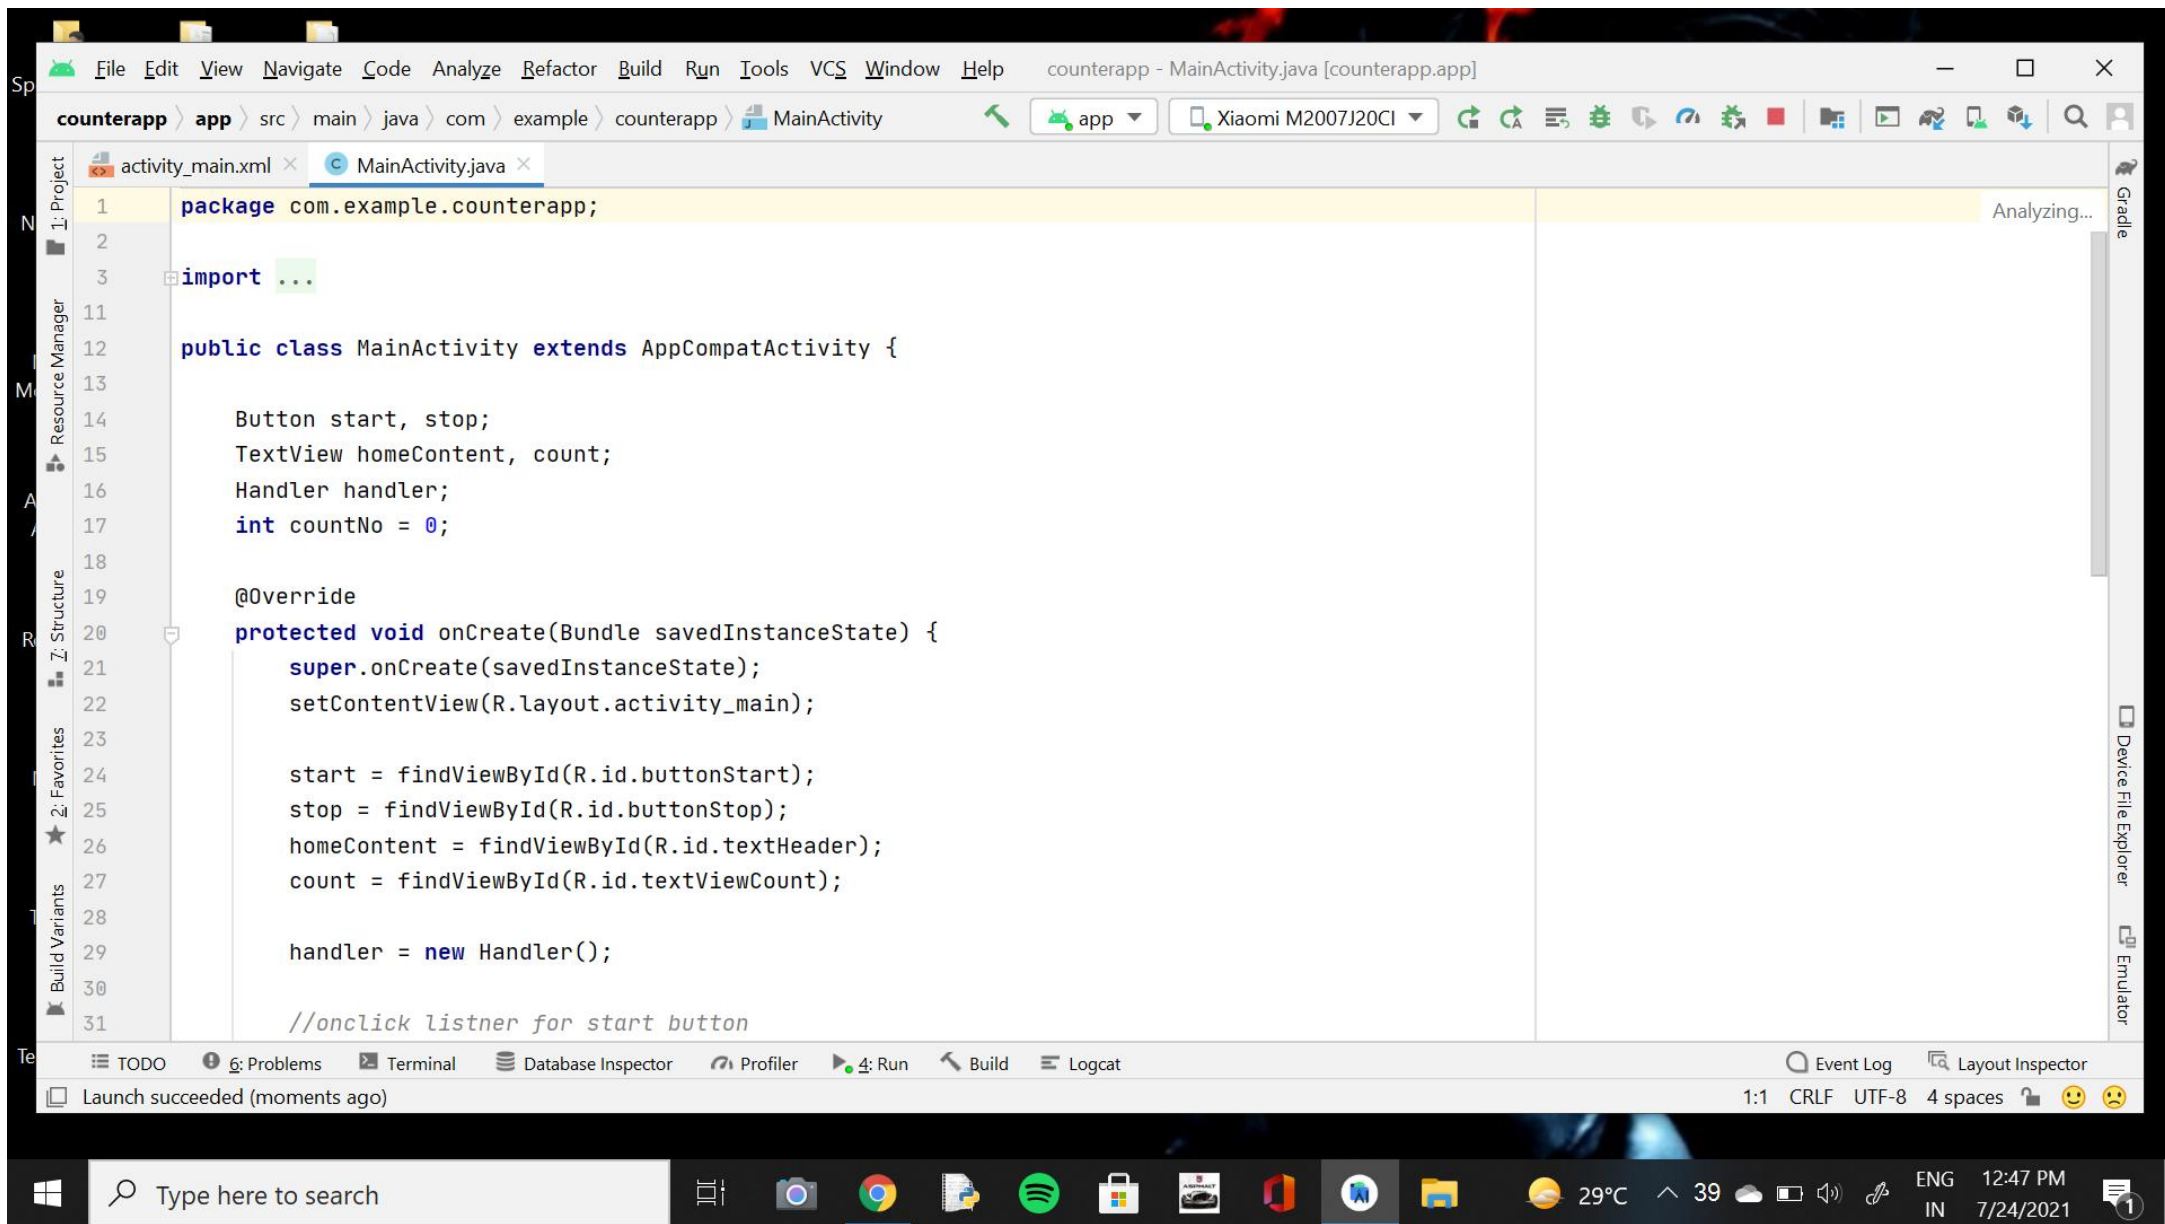 File Edit View Navigate Code Analyze Refactor Build Run Tools VCS Window Help counterapp - MainActivity.java [counterapp.app]
counterapp app src main java com example counterapp MainActivity app Xiaomi M2007J20CI
activity_main.xml MainActivity.java
1 package com.example.counterapp;
Analyzing...
2
3 import ...
11
12 public class MainActivity extends AppCompatActivity {
13
14 Button start, stop;
15 TextView homeContent, count;
16 Handler handler;
17 int countNo = 0;
18
19 @Override
20 protected void onCreate(Bundle savedInstanceState) {
21 super.onCreate(savedInstanceState);
22 setContentView(R.layout.activity_main);
23
24 start = findViewById(R.id.buttonStart);
25 stop = findViewById(R.id.buttonStop);
26 homeContent = findViewById(R.id.textHeader);
27 count = findViewById(R.id.textViewCount);
28
29 handler = new Handler();
30
31 //onclick listner for start button
1: Project
Resource Manager
Z: Structure
2: Favorites
Build Variants
Gradle
Device File Explorer
Emulator
TODO 6: Problems Terminal Database Inspector Profiler 4: Run Build Logcat Event Log Layout Inspector
Launch succeeded (moments ago) 1:1 CRLF UTF-8 4 spaces
Type here to search 29°C 39 ENG 12:47 PM
IN 7/24/2021 1